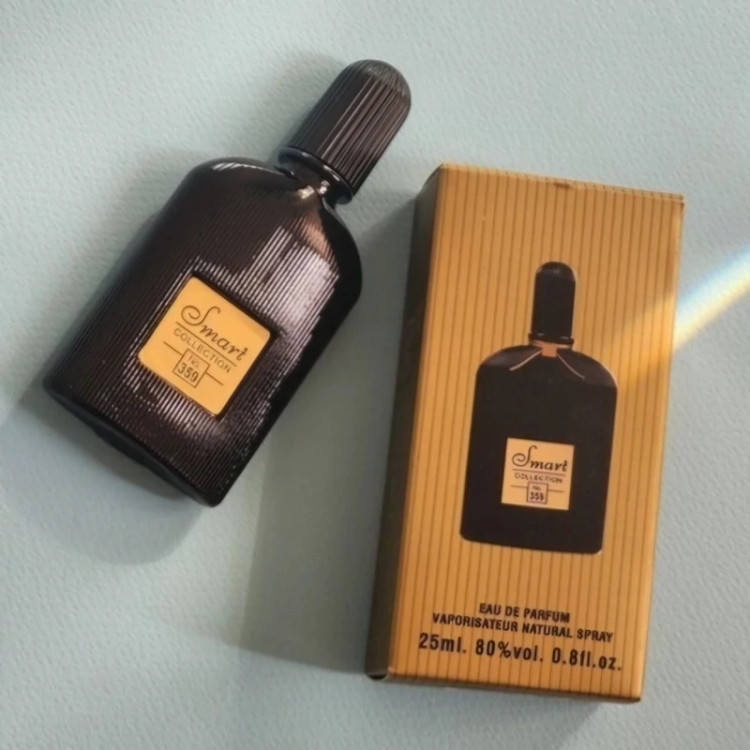 Smart
COLLECTION
No.
359
Smart
COLLECTION
No.
359
EAU DE PARFUM
VAPORISATEUR NATURAL SPRAY
25ml. 80%vol. 0.8fl.oz.